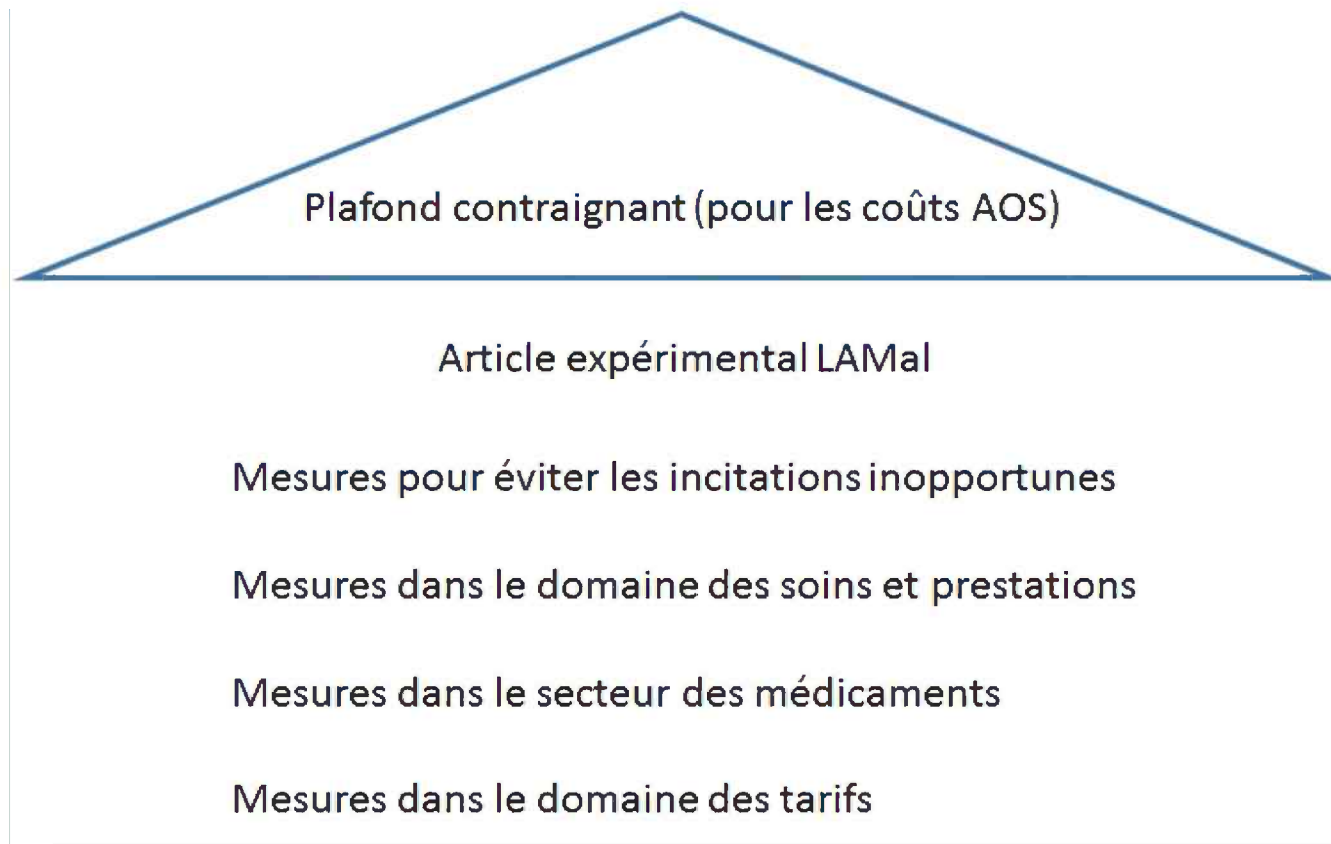 Plafond contraignant (pour les coûts AOS)
Article expérimental LAMal
Mesures pour éviter les incitations inopportunes
Mesures dans le domaine des soins et prestations
Mesures dans le secteur des médicaments
Mesures dans le domaine des tarifs